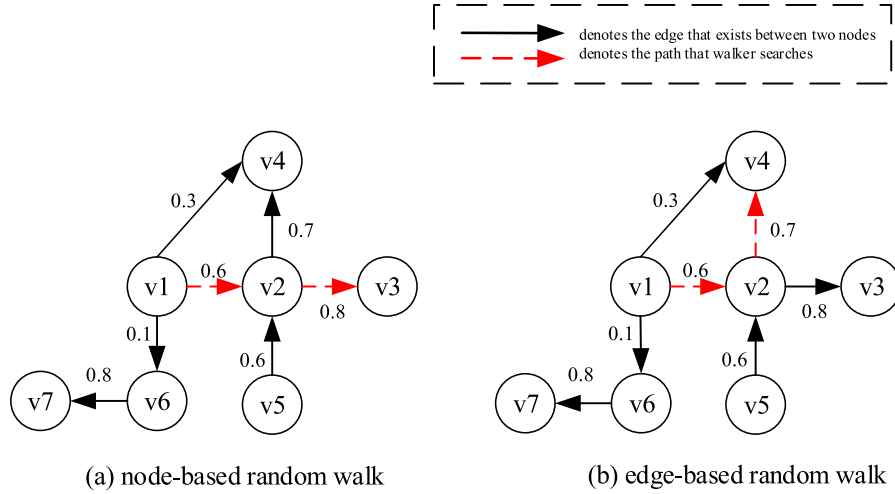 denotes the edge that exists between two nodes
denotes the path that walker searches
v4
0.3
0.7
v1
0.6
v2
0.8
v3
0.1
0.8
0.6
v7
v6
v5
(a) node-based random walk
v4
0.3
0.7
v1
0.6
v2
0.8
v3
0.1
0.8
0.6
v7
v6
v5
(b) edge-based random walk